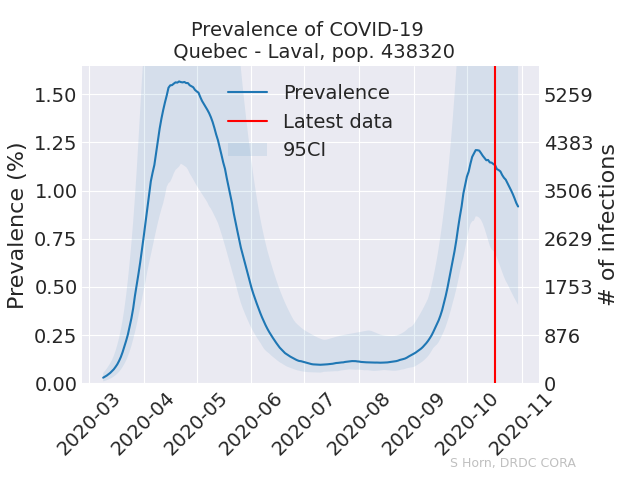 Prevalence of COVID-19
Quebec - Laval, pop. 438320
Prevalence
Latest data
95CI
Prevalence (%)
1.50
1.25
1.00
0.75
0.50
0.25
0.00
5259
4383
3506
2629
1753
876
0
# of infections
2020-03
2020-04
2020-05
2020-06
2020-07
2020-08
2020-09
2020-10
2020-11
S Horn, DRDC CORA